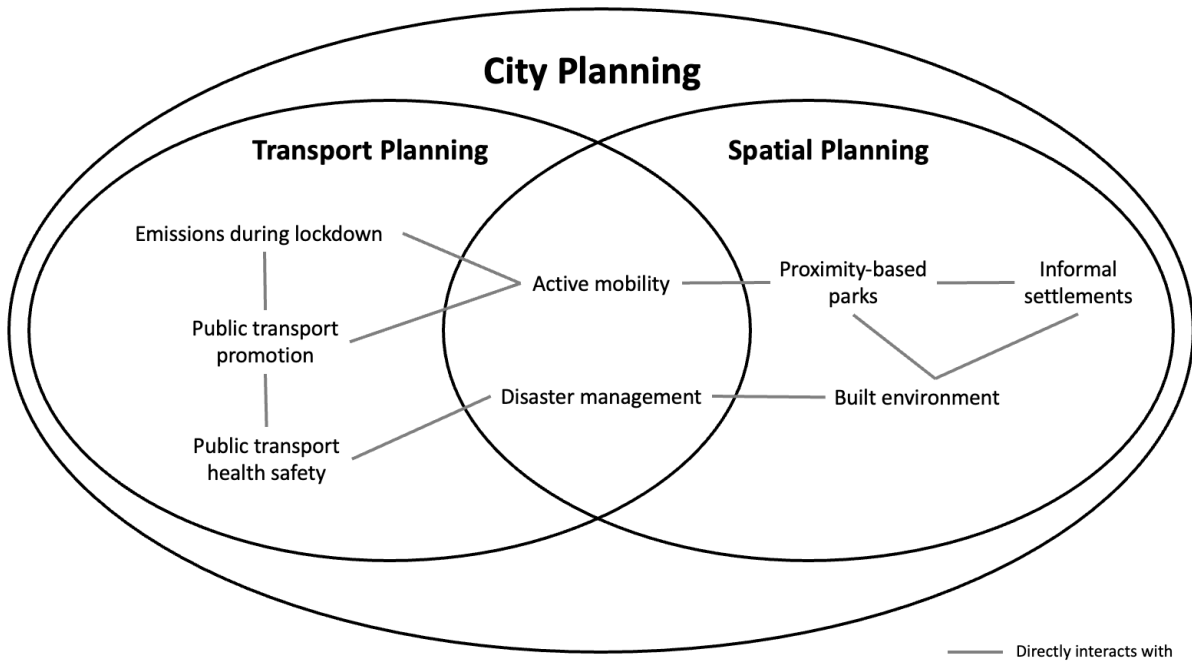 City Planning
Transport Planning
Spatial Planning
Emissions during lockdown
Active mobility
Proximity-based
parks
Informal
settlements
Public transport
promotion
Disaster management
Built environment
Public transport
health safety
Directly interacts with